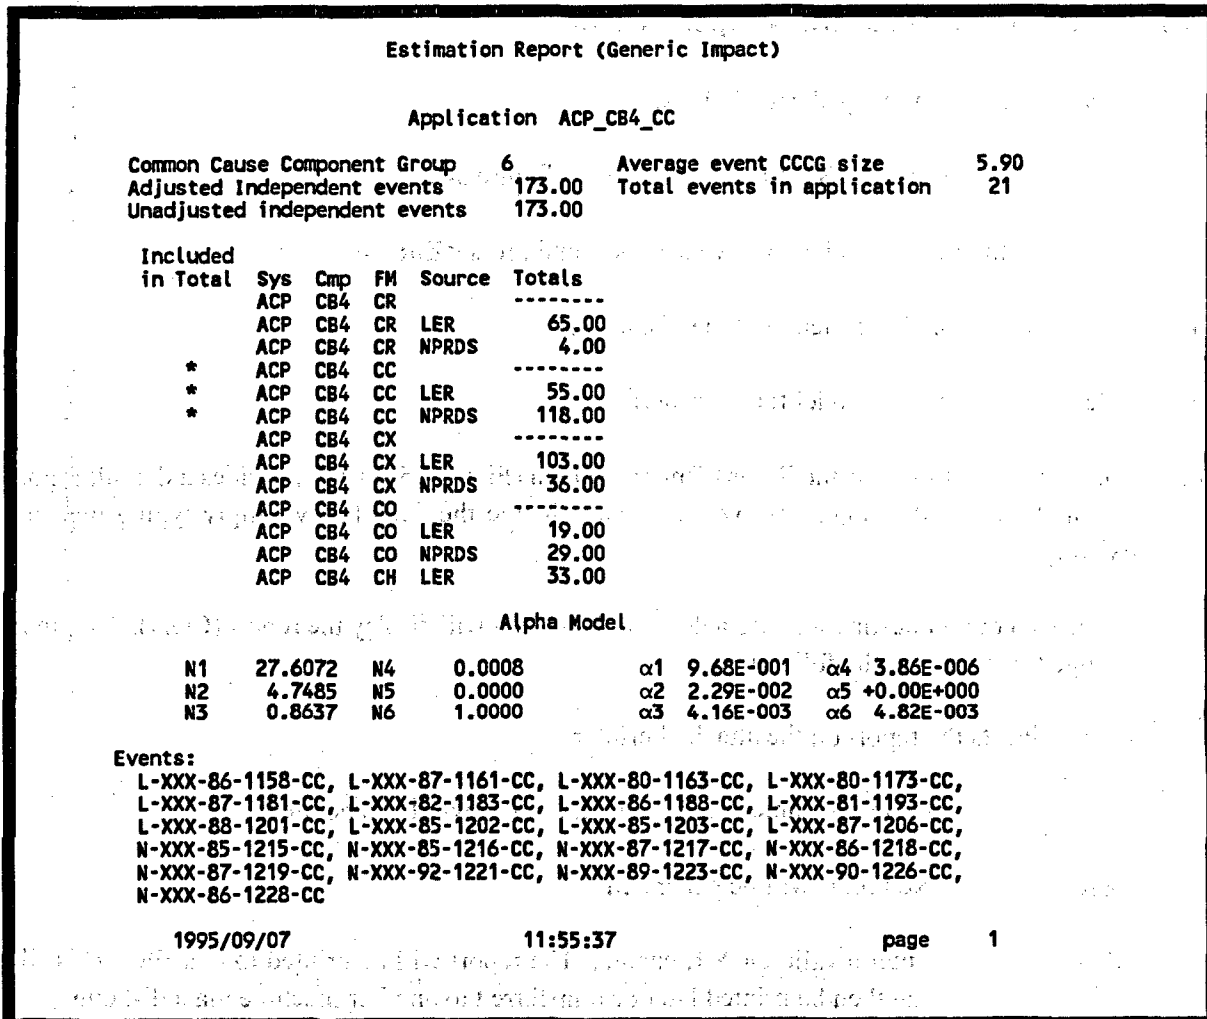 Estimation Report (Generic Impact)
Application ACP_CB4_CC
Common Cause Component Group 6 Average event CCCG size 5.90
Adjusted Independent events 173.00 Total events in application 21
Unadjusted independent events 173.00
Included
in Total Sys Cmp FM Source Totals
ACP CB4 CR --------
ACP CB4 CR LER 65.00
ACP CB4 CR NPRDS 4.00
* ACP CB4 CC --------
* ACP CB4 CC LER 55.00
* ACP CB4 CC NPRDS 118.00
ACP CB4 CX --------
ACP CB4 CX LER 103.00
ACP CB4 CX NPRDS 36.00
ACP CB4 CO --------
ACP CB4 CO LER 19.00
ACP CB4 CO NPRDS 29.00
ACP CB4 CH LER 33.00
Alpha Model
N1 27.6072 N4 0.0008 α1 9.68E-001 α4 3.86E-006
N2 4.7485 N5 0.0000 α2 2.29E-002 α5 +0.00E+000
N3 0.8637 N6 1.0000 α3 4.16E-003 α6 4.82E-003
Events:
L-XXX-86-1158-CC, L-XXX-87-1161-CC, L-XXX-80-1163-CC, L-XXX-80-1173-CC,
L-XXX-87-1181-CC, L-XXX-82-1183-CC, L-XXX-86-1188-CC, L-XXX-81-1193-CC,
L-XXX-88-1201-CC, L-XXX-85-1202-CC, L-XXX-85-1203-CC, L-XXX-87-1206-CC,
N-XXX-85-1215-CC, N-XXX-85-1216-CC, N-XXX-87-1217-CC, N-XXX-86-1218-CC,
N-XXX-87-1219-CC, N-XXX-92-1221-CC, N-XXX-89-1223-CC, N-XXX-90-1226-CC,
N-XXX-86-1228-CC
1995/09/07 11:55:37 page 1